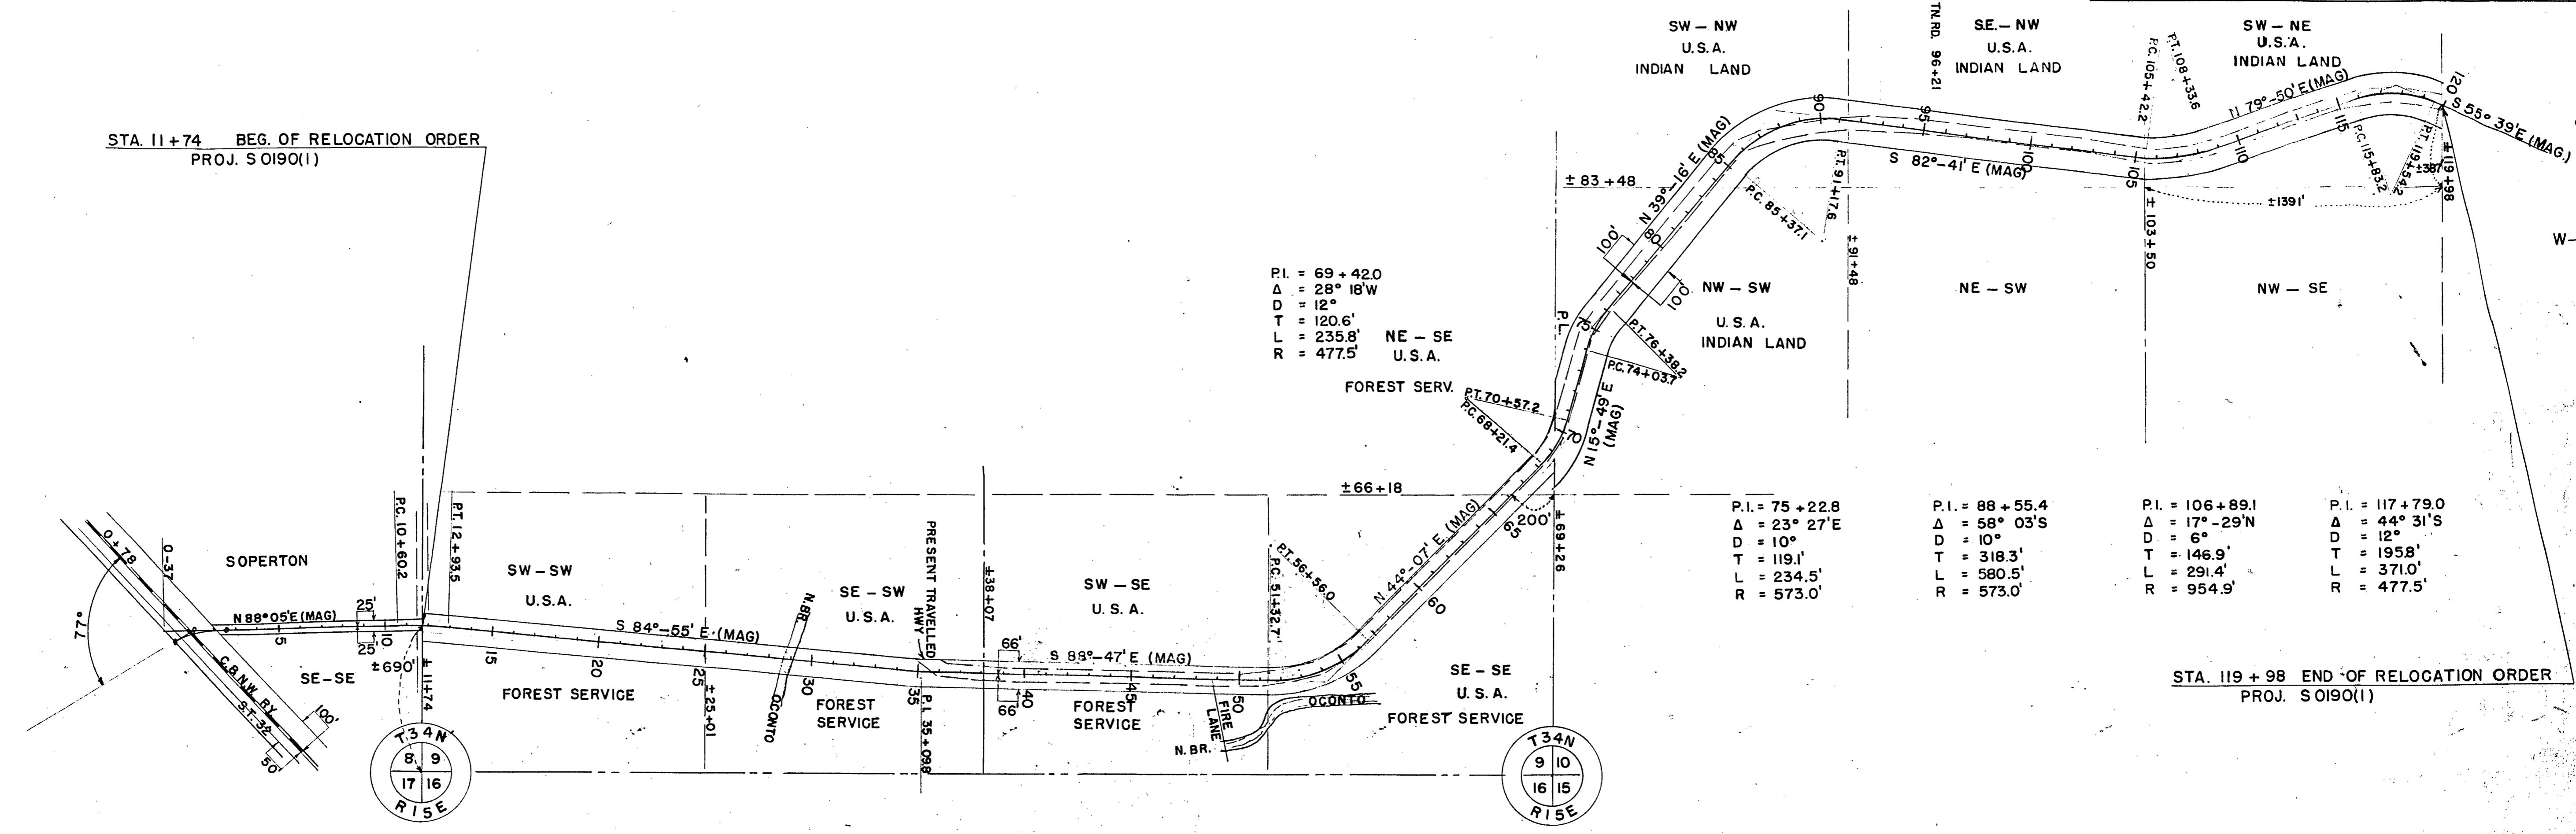 STA. 11+74 BEG. OF RELOCATION ORDER
PROJ. S 0190(1)
SW – NW
U.S.A.
INDIAN LAND
TN.RD. 96+21
S.E. – NW
U.S.A.
INDIAN LAND
SW – NE
U.S.A.
INDIAN LAND
P.C. 105+42.2
P.T. 108+33.6
N 79°-50' E (MAG)
120
S 55° 39'E (MAG.)
90
95
100
105
110
115
P.C. 115+83.2
P.T. 119+54.2
±387'
± 119+98
±1391'
± 103+50
S 82°-41' E (MAG)
N 39°-16' E (MAG)
85
80
± 83+48
P.C. 85+37.1
P.T. 91+17.6
± 91+48
100'
100'
W-
NW – SW
U.S.A.
INDIAN LAND
NE – SW
NW – SE
P.I. = 69 + 42.0
Δ = 28° 18'W
D = 12°
T = 120.6'
L = 235.8'
R = 477.5'
NE – SE
U.S.A.
FOREST SERV.
P.L.
75
P.T. 76+38.2
P.C. 74+03.7
P.T. 70+57.2
P.C. 68+21.4
70
N 15°-49' E
(MAG)
±66+18
200'
± 69+26
65
60
N 44°-07' E (MAG)
P.I. = 75 +22.8
Δ = 23° 27'E
D = 10°
T = 119.1'
L = 234.5'
R = 573.0'
P.I. = 88 + 55.4
Δ = 58° 03'S
D = 10°
T = 318.3'
L = 580.5'
R = 573.0'
P.I. = 106+89.1
Δ = 17°-29'N
D = 6°
T = 146.9'
L = 291.4'
R = 954.9'
P.I. = 117+79.0
Δ = 44° 31'S
D = 12°
T = 195.8'
L = 371.0'
R = 477.5'
0+78
0-37
SOPERTON
P.C. 10+60.2
P.T. 12+93.5
77°
N 88°05'E (MAG)
25'
25'
5
10
±690'
± 11+74
C.&N.W. RY
S.T. 32
100'
50'
SE-SE
SW – SW
U.S.A.
S 84°-55' E (MAG)
15
20
25
FOREST SERVICE
± 25+01
N.BR.
OCONTO
30
SE – SW
U.S.A.
FOREST
SERVICE
PRESENT TRAVELLED
HWY
35
P.I. 35+09.8
±38+07
66'
66'
40
S 88°-47' E (MAG)
SW – SE
U.S.A.
45
FOREST
SERVICE
50
FIRE
LANE
N. BR.
OCONTO
P.C. 51+32.7
P.T. 56+56.0
55
SE – SE
U.S.A.
FOREST SERVICE
STA. 119 + 98 END OF RELOCATION ORDER
PROJ. S 0190(1)
T.34N
8 9
17 16
R15E
T34N
9 10
16 15
R15E